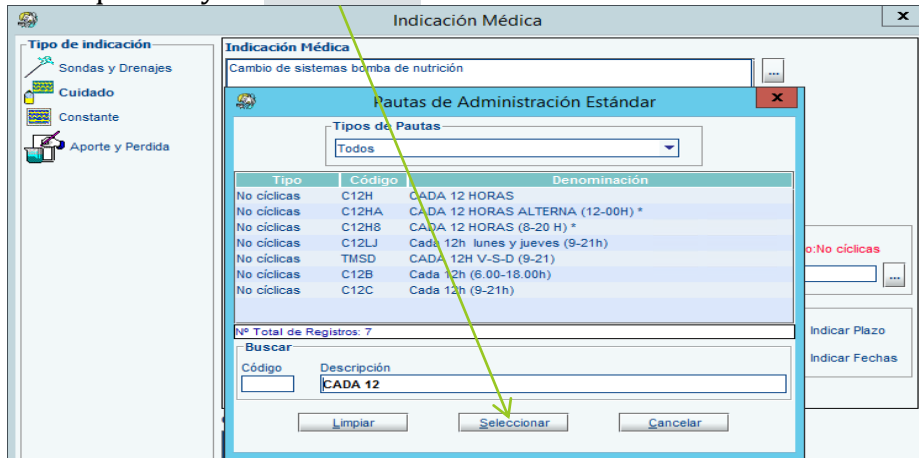 Indicación Médica
x
Tipo de indicación
Sondas y Drenajes
Cuidado
Constante
Aporte y Perdida
Indicación Médica
Cambio de sistemas bomba de nutrición
...
Pautas de Administración Estándar
x
Tipos de Pautas
Todos
Tipo Código Denominación
No cíclicas C12H CADA 12 HORAS
No cíclicas C12HA CADA 12 HORAS ALTERNA (12-00H) *
No cíclicas C12H8 CADA 12 HORAS (8-20 H) *
No cíclicas C12LJ Cada 12h lunes y jueves (9-21h)
No cíclicas TMSD CADA 12H V-S-D (9-21)
No cíclicas C12B Cada 12h (6.00-18.00h)
No cíclicas C12C Cada 12h (9-21h)
o:No cíclicas
...
Nº Total de Registros: 7
Indicar Plazo
Buscar
Indicar Fechas
Código Descripción
CADA 12
Limpiar Seleccionar Cancelar